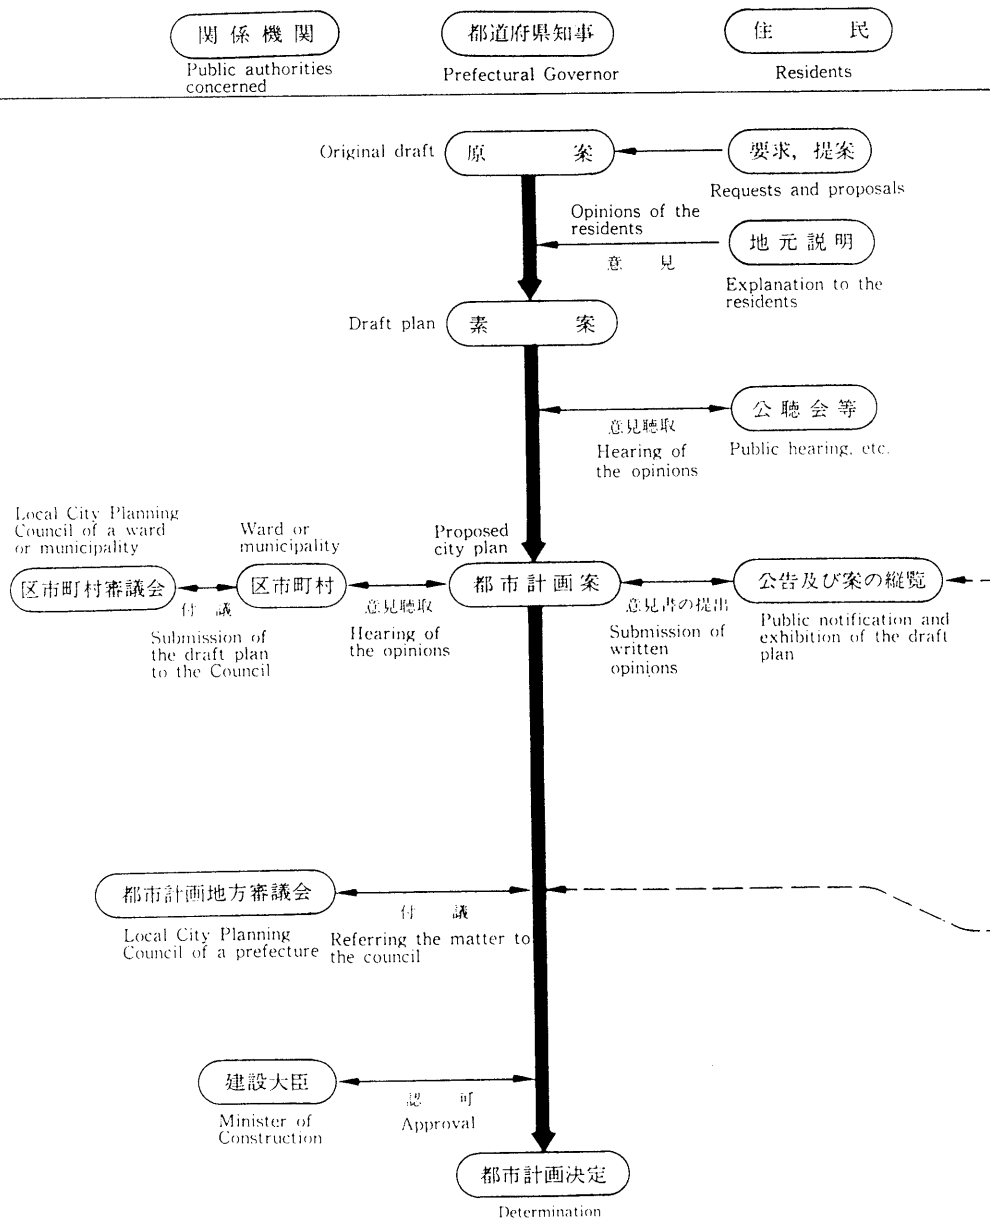 関係機関
Public authorities
concerned
都道府県知事
Prefectural Governor
住民
Residents
Original draft
原案
要求，提案
Requests and proposals
Opinions of the
residents
意見
地元説明
Explanation to the
residents
Draft plan
素案
意見聴取
Hearing of
the opinions
公聴会等
Public hearing, etc.
Local City Planning
Council of a ward
or municipality
区市町村審議会
付議
Submission of
the draft plan
to the Council
Ward or
municipality
区市町村
意見聴取
Hearing of
the opinions
Proposed
city plan
都市計画案
意見書の提出
Submission of
written
opinions
公告及び案の縦覧
Public notification and
exhibition of the draft
plan
都市計画地方審議会
Local City Planning
Council of a prefecture
付議
Referring the matter to
the council
建設大臣
Minister of
Construction
認可
Approval
都市計画決定
Determination